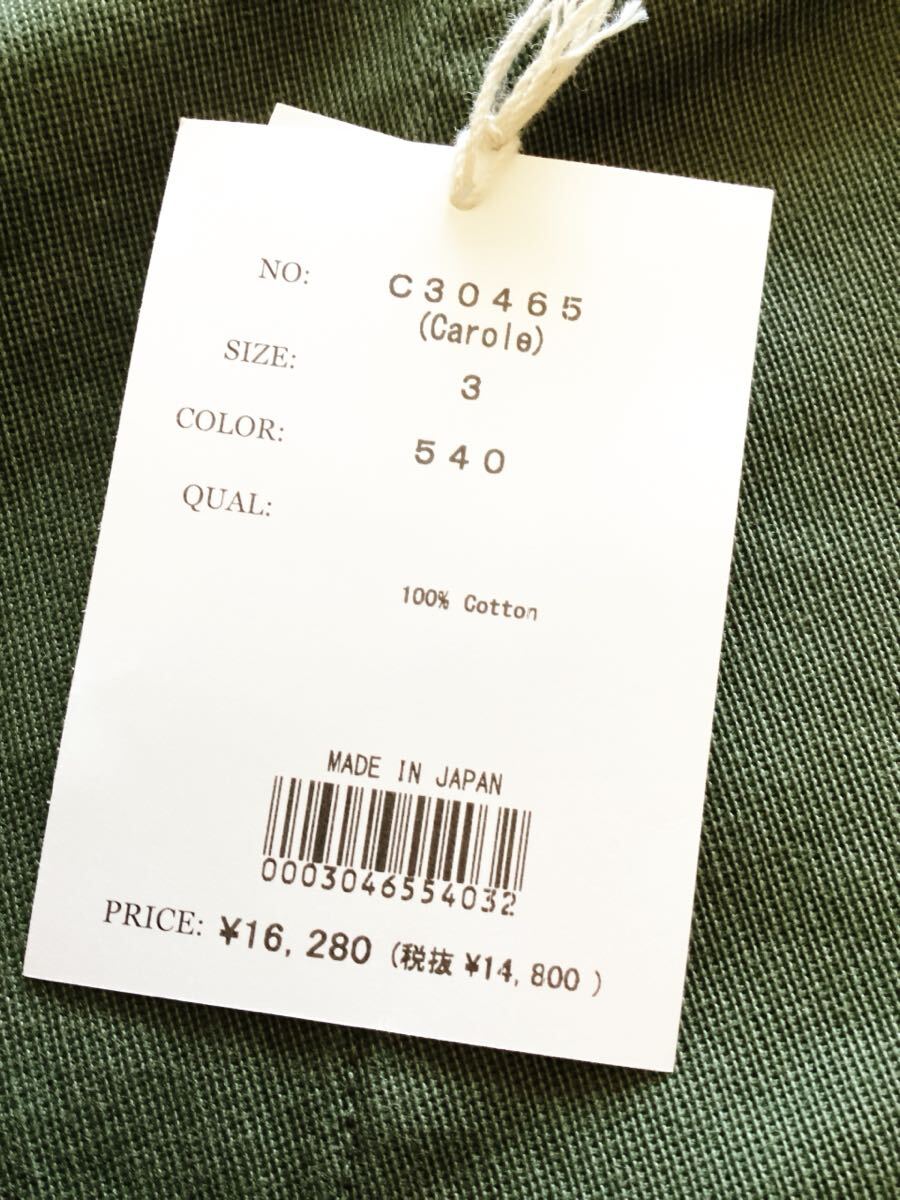 NO: C30465
(Carole)
SIZE: 3
COLOR: 540
QUAL:
100% Cotton
MADE IN JAPAN
0003046554032
PRICE: ¥16,280 (税抜 ¥14,800 )